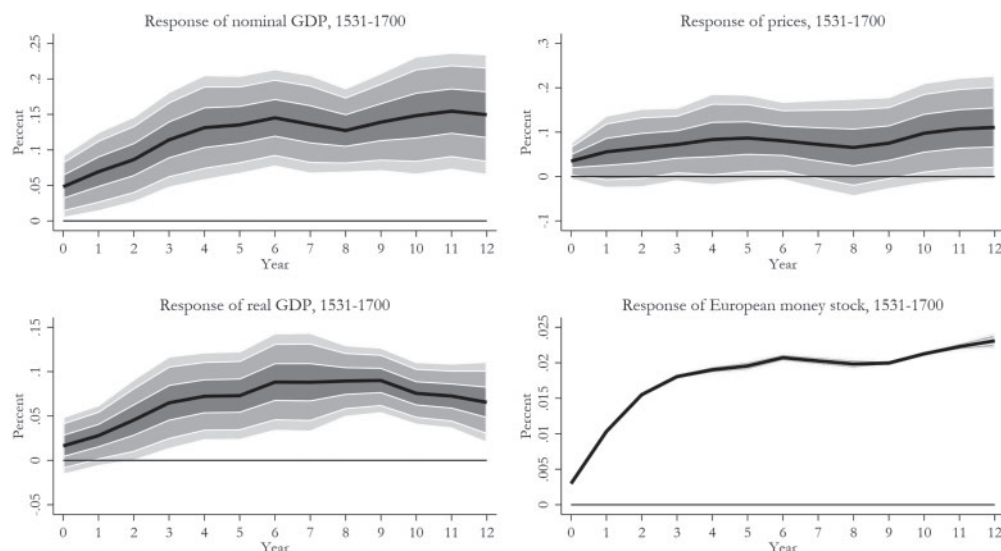 Response of nominal GDP, 1531-1700
Percent
.25
.2
.15
.1
.05
0
0 1 2 3 4 5 6 7 8 9 10 11 12
Year
Response of prices, 1531-1700
Percent
.3
.2
.1
0
-.1
0 1 2 3 4 5 6 7 8 9 10 11 12
Year
Response of real GDP, 1531-1700
Percent
.15
.1
.05
0
-.05
0 1 2 3 4 5 6 7 8 9 10 11 12
Year
Response of European money stock, 1531-1700
Percent
.025
.02
.015
.01
.005
0
0 1 2 3 4 5 6 7 8 9 10 11 12
Year